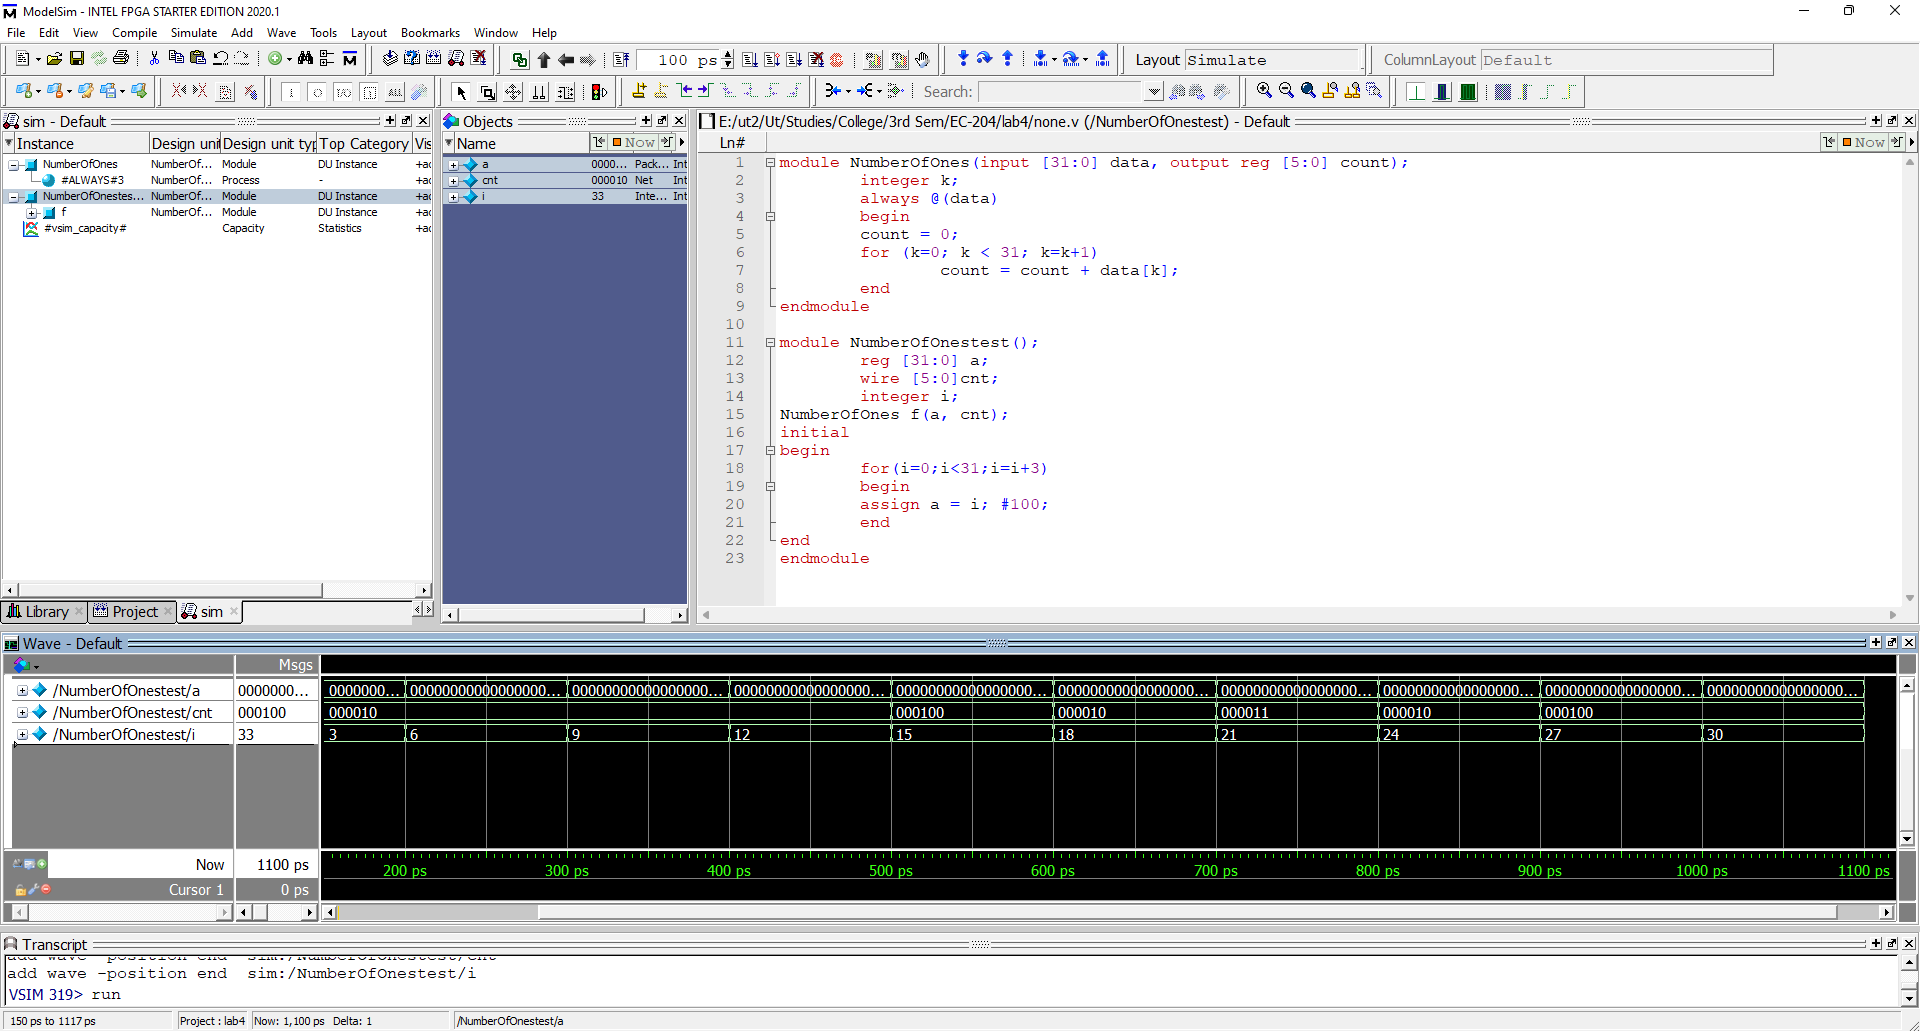 ModelSim - INTEL FPGA STARTER EDITION 2020.1
File Edit View Compile Simulate Add Wave Tools Layout Bookmarks Window Help
100 ps
Layout Simulate
ColumnLayout Default
Search:
sim - Default
Instance Design unit Design unit typ Top Category Vis
NumberOfOnes NumberOf... Module DU Instance +ac
#ALWAYS#3 NumberOf... Process - +ac
NumberOfOnestes... NumberOf... Module DU Instance +ac
f NumberOf... Module DU Instance +ac
#vsim_capacity# Capacity Statistics +ac
Library Project sim
Objects
Name Now
a 0000... Pack... Int
cnt 000010 Net Int
i 33 Inte... Int
E:/ut2/Ut/Studies/College/3rd Sem/EC-204/lab4/none.v (/NumberOfOnestest) - Default
Ln# Now
1 module NumberOfOnes(input [31:0] data, output reg [5:0] count);
2 integer k;
3 always @(data)
4 begin
5 count = 0;
6 for (k=0; k < 31; k=k+1)
7 count = count + data[k];
8 end
9 endmodule
10
11 module NumberOfOnestest();
12 reg [31:0] a;
13 wire [5:0]cnt;
14 integer i;
15 NumberOfOnes f(a, cnt);
16 initial
17 begin
18 for(i=0;i<31;i=i+3)
19 begin
20 assign a = i; #100;
21 end
22 end
23 endmodule
Wave - Default
Msgs
/NumberOfOnestest/a 0000000... 0000000... 00000000000000000... 00000000000000000... 00000000000000000... 00000000000000000... 00000000000000000... 00000000000000000... 00000000000000000... 00000000000000000... 00000000000000000...
/NumberOfOnestest/cnt 000100 000010 000100 000010 000011 000010 000100
/NumberOfOnestest/i 33 3 6 9 12 15 18 21 24 27 30
Now 1100 ps 200 ps 300 ps 400 ps 500 ps 600 ps 700 ps 800 ps 900 ps 1000 ps 1100 ps
Cursor 1 0 ps
Transcript
add wave -position end sim:/NumberOfOnestest/cnt
add wave -position end sim:/NumberOfOnestest/i
VSIM 319> run
150 ps to 1117 ps Project : lab4 Now: 1,100 ps Delta: 1 /NumberOfOnestest/a